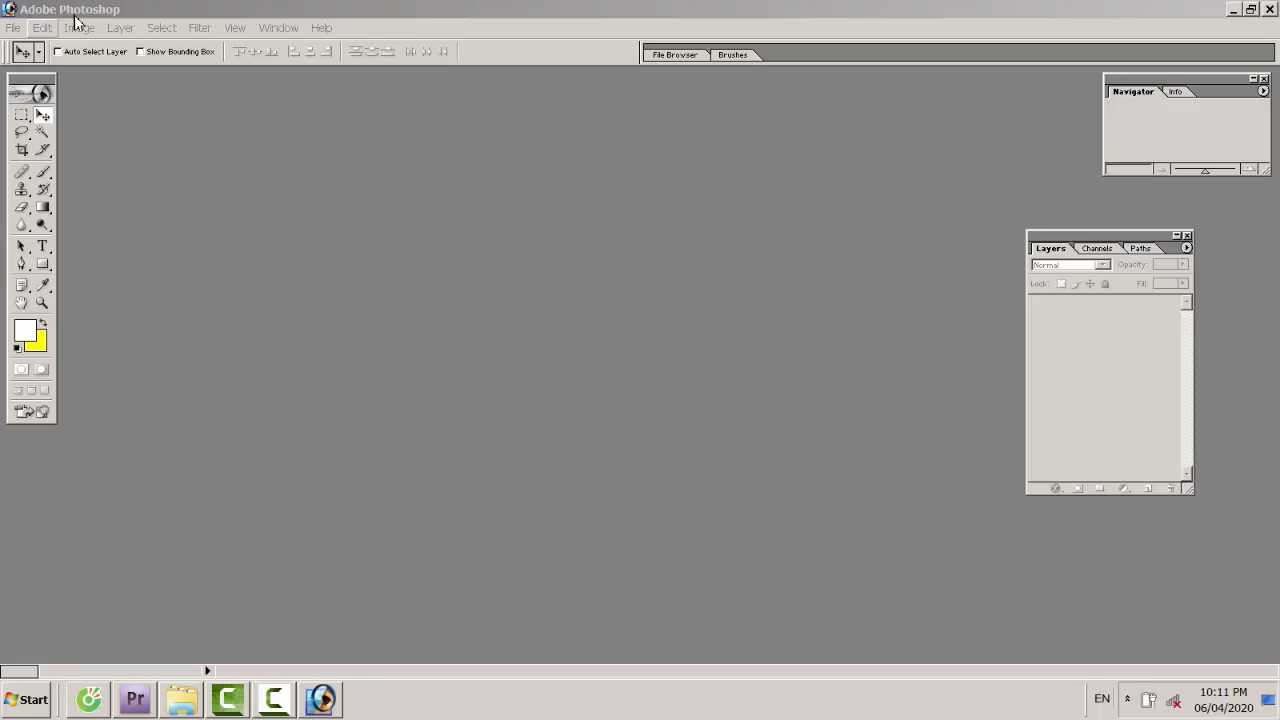 Adobe Photoshop
File Edit Image Layer Select Filter View Window Help
Auto Select Layer Show Bounding Box File Browser Brushes
Navigator Info
Layers Channels Paths
Normal Opacity:
Lock: Fill:
T
Start Pr EN 10:11 PM
06/04/2020